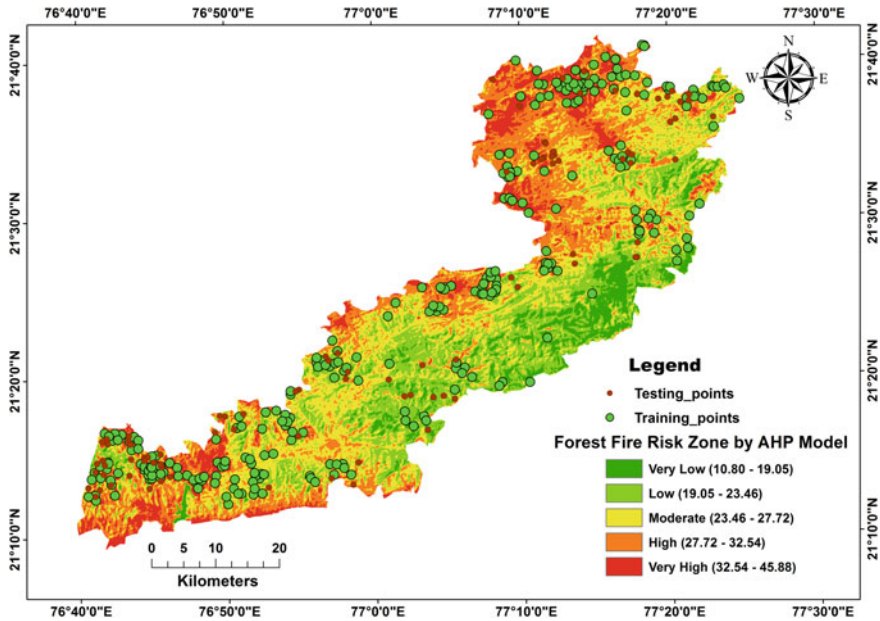 76°40'0"E 76°50'0"E 77°0'0"E 77°10'0"E 77°20'0"E 77°30'0"E
21°40'0"N 21°40'0"N
N
W E
S
21°30'0"N 21°30'0"N
21°20'0"N 21°20'0"N
Legend
Testing_points
Training_points
Forest Fire Risk Zone by AHP Model
Very Low (10.80 - 19.05)
Low (19.05 - 23.46)
Moderate (23.46 - 27.72)
High (27.72 - 32.54)
Very High (32.54 - 45.88)
21°10'0"N 21°10'0"N
0 5 10 20
Kilometers
76°40'0"E 76°50'0"E 77°0'0"E 77°10'0"E 77°20'0"E 77°30'0"E